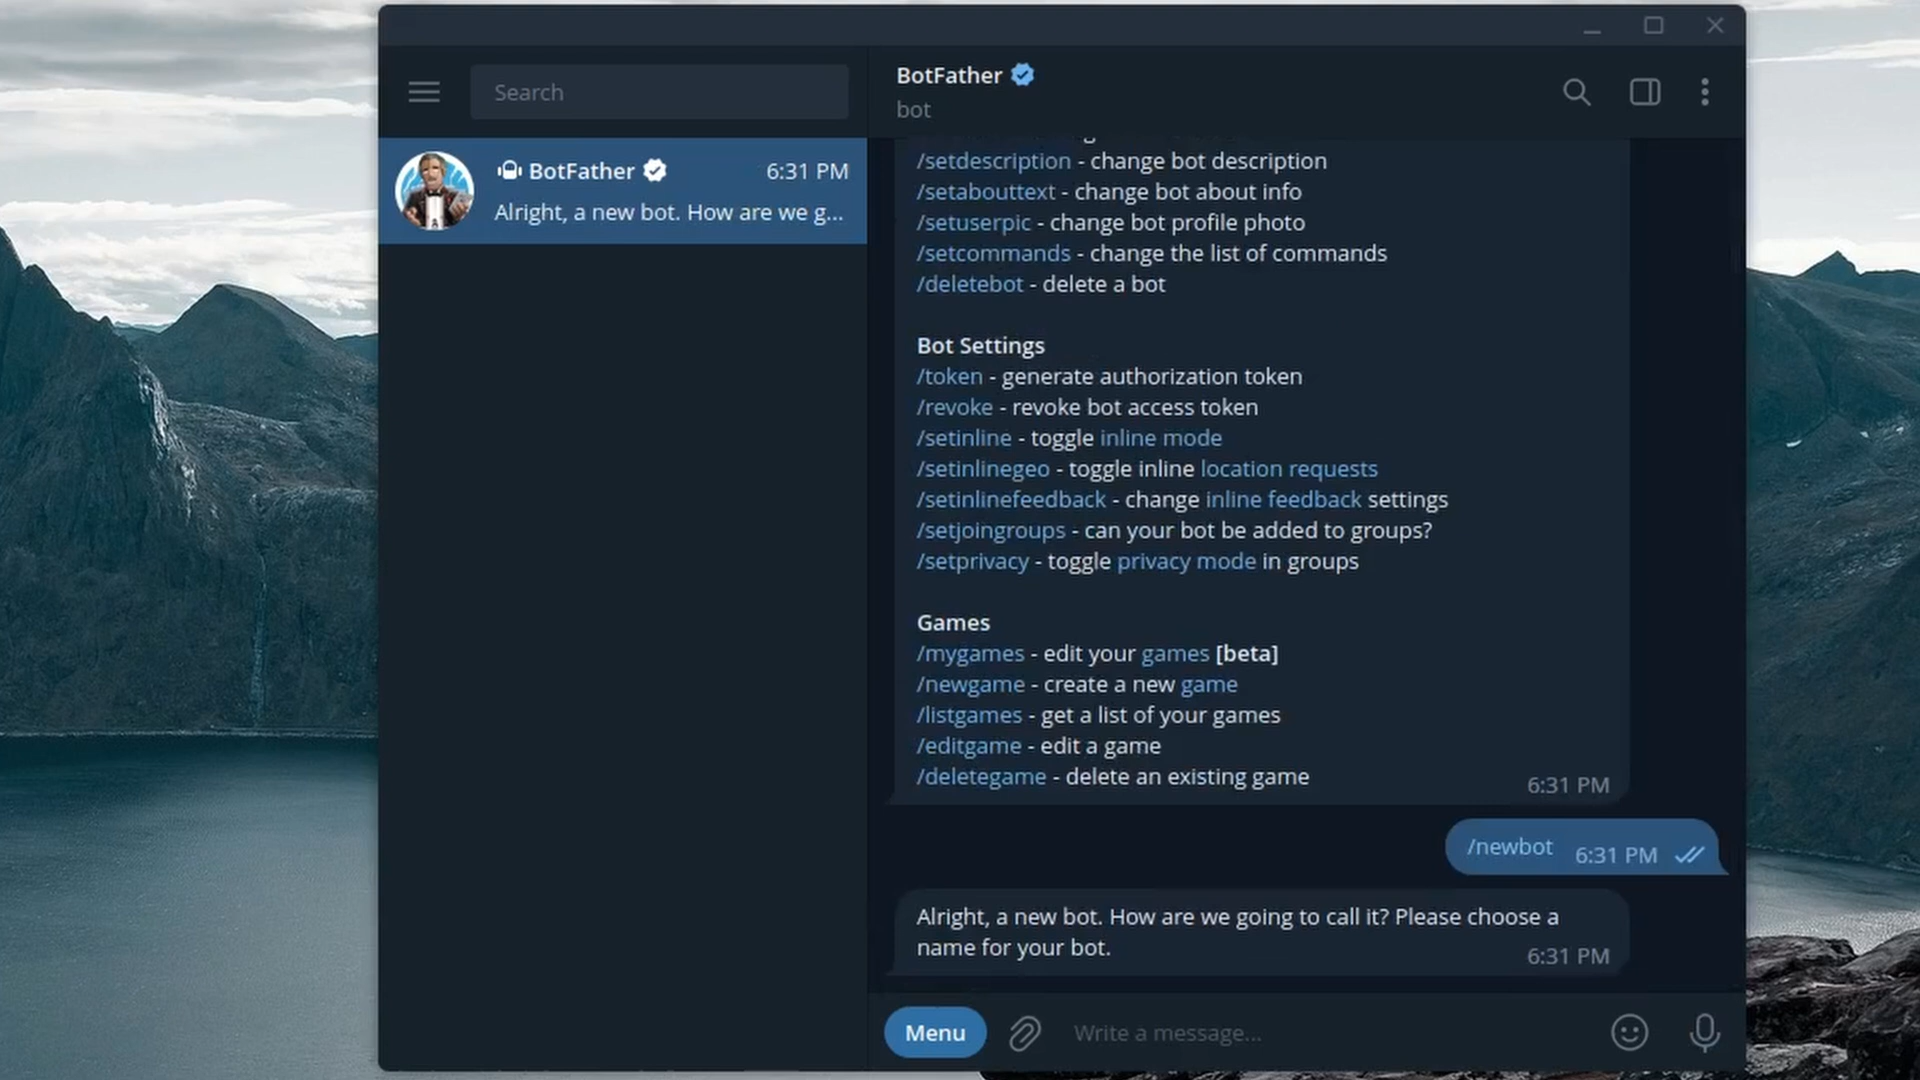 Search
BotFather
bot
BotFather 6:31 PM
Alright, a new bot. How are we g...
/setdescription - change bot description
/setabouttext - change bot about info
/setuserpic - change bot profile photo
/setcommands - change the list of commands
/deletebot - delete a bot
Bot Settings
/token - generate authorization token
/revoke - revoke bot access token
/setinline - toggle inline mode
/setinlinegeo - toggle inline location requests
/setinlinefeedback - change inline feedback settings
/setjoingroups - can your bot be added to groups?
/setprivacy - toggle privacy mode in groups
Games
/mygames - edit your games [beta]
/newgame - create a new game
/listgames - get a list of your games
/editgame - edit a game
/deletegame - delete an existing game
6:31 PM
/newbot 6:31 PM
Alright, a new bot. How are we going to call it? Please choose a
name for your bot.
6:31 PM
Menu
Write a message...